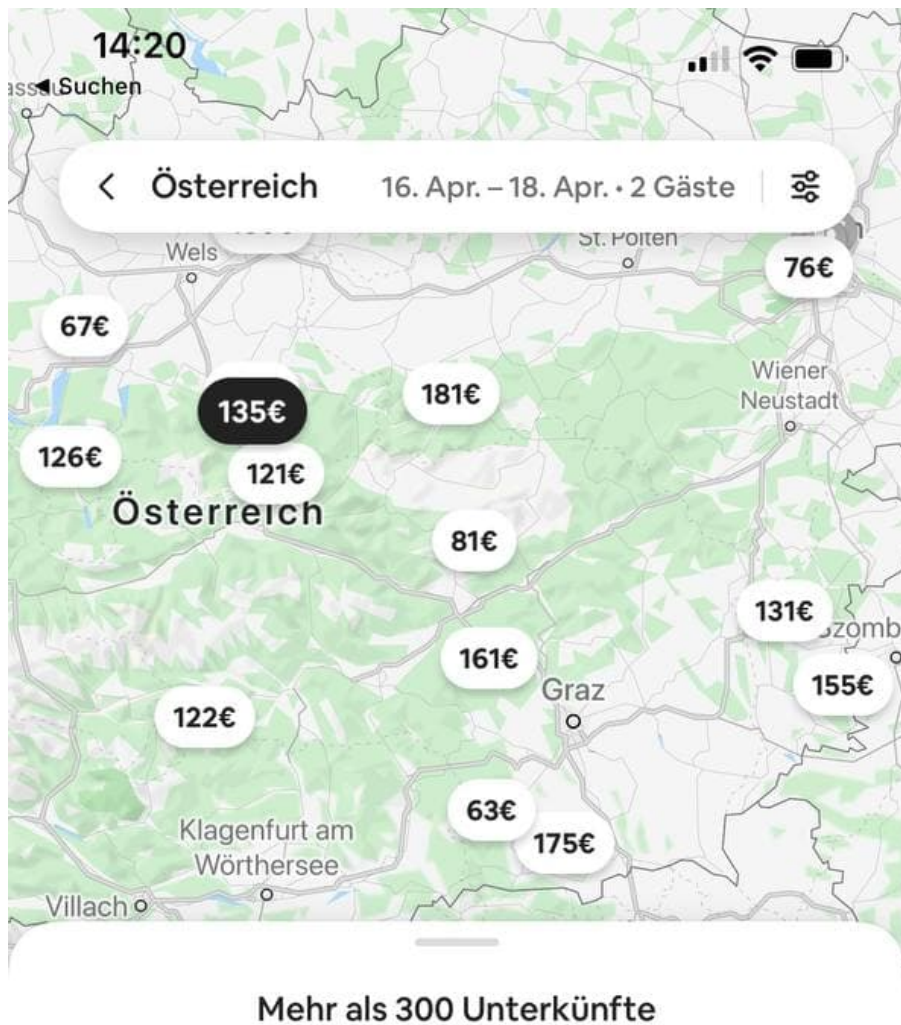 14:20
Suchen
Österreich 16. Apr. – 18. Apr. • 2 Gäste
Wels
St. Pölten
76€
67€
Wiener
Neustadt
181€
135€
126€
121€
Österreich
81€
131€
161€
155€
Graz
122€
63€
175€
Klagenfurt am
Wörthersee
Villach
Mehr als 300 Unterkünfte